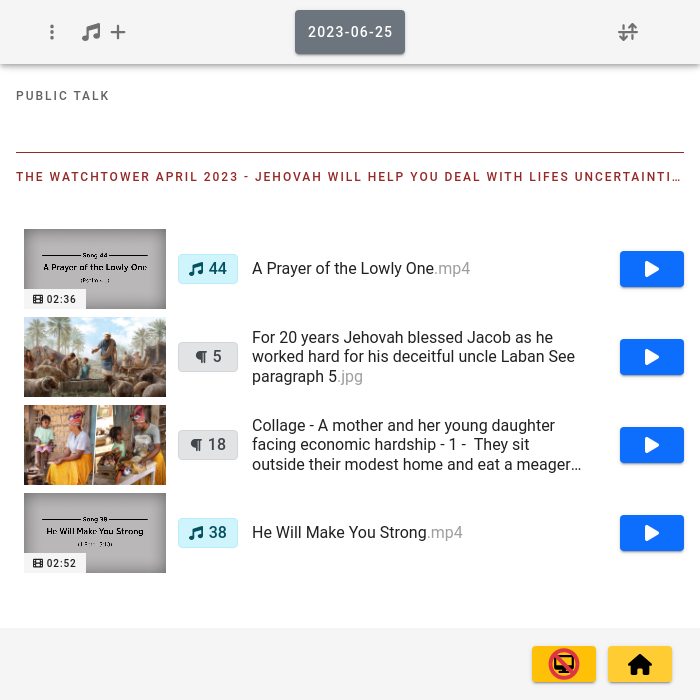 2023-06-25
PUBLIC TALK
THE WATCHTOWER APRIL 2023 - JEHOVAH WILL HELP YOU DEAL WITH LIFES UNCERTAINTI…
Song 44
A Prayer of the Lowly One
02:36
44
A Prayer of the Lowly One.mp4
¶ 5
For 20 years Jehovah blessed Jacob as he
worked hard for his deceitful uncle Laban See
paragraph 5.jpg
¶ 18
Collage - A mother and her young daughter
facing economic hardship - 1 - They sit
outside their modest home and eat a meager…
Song 38
He Will Make You Strong
02:52
38
He Will Make You Strong.mp4